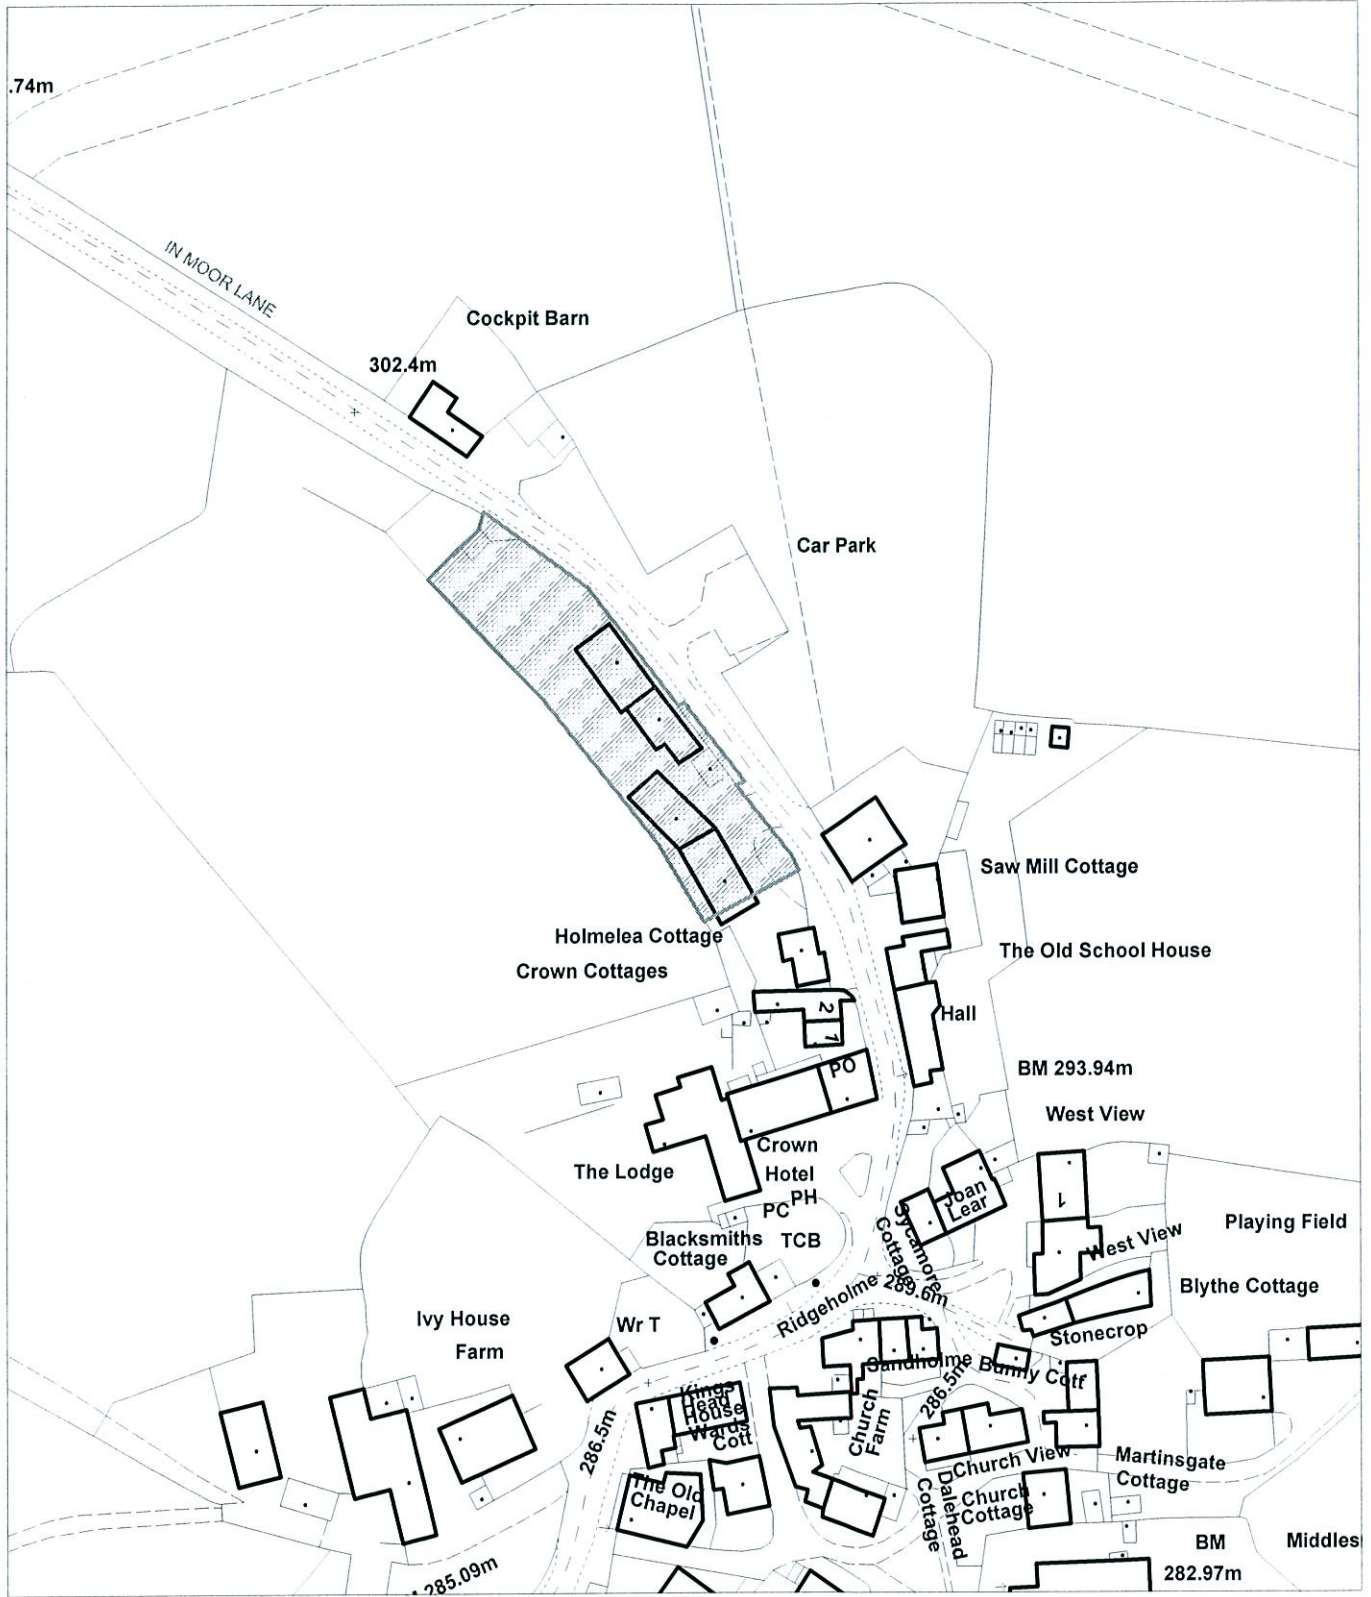 .74m
IN MOOR LANE
Cockpit Barn
302.4m
Car Park
Saw Mill Cottage
Holmelea Cottage
The Old School House
Crown Cottages
2
Hall
1
PO
BM 293.94m
West View
Crown
Hotel
The Lodge
PH
PC
Joan
Lear
1
Sycamore
Cottage
Blacksmiths
Cottage
TCB
West View
Playing Field
Blythe Cottage
289.6m
Ridgeholme
Ivy House
Farm
Wr T
Stonecrop
Sandholme
Bunny Cott
286.5m
Kings
Head
House
Wards
Cott
Church
Farm
286.5m
Church View
Martinsgate
Cottage
The Old
Chapel
Church
Cottage
Dalehead
Cottage
BM
282.97m
Middles
285.09m